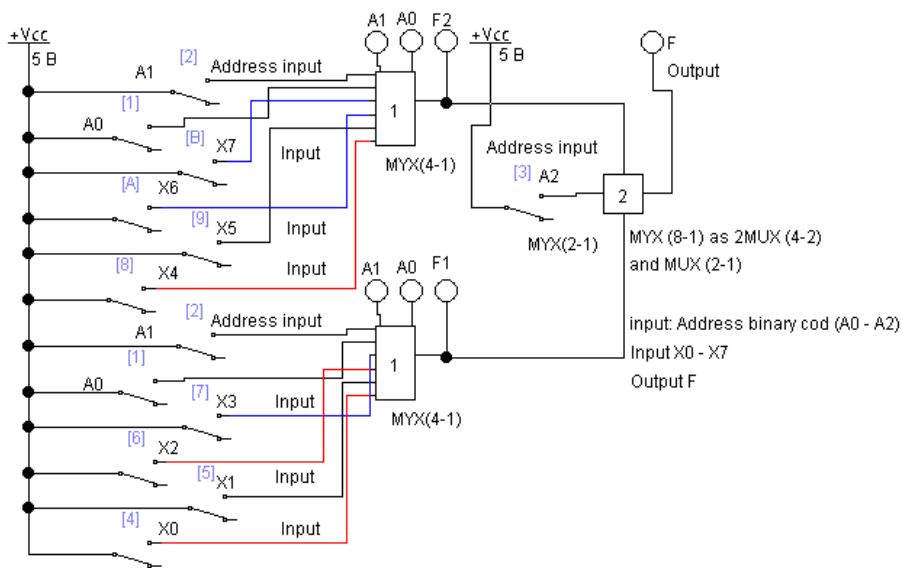 A1 A0 F2
+Vcc
5 B
+Vcc
5 B
F
Output
[2]
Address input
A1
[1]
A0
[B]
X7
Input
1
MYX(4-1)
[A]
X6
[9]
X5
Input
[8]
X4
Input
Address input
[3] A2
2
MYX(2-1)
MYX (8-1) as 2MUX (4-2)
and MUX (2-1)
A1 A0 F1
[2]
Address input
A1
[1]
A0
[7]
X3
Input
1
MYX(4-1)
[6]
X2
Input
[5]
X1
[4]
X0
Input
input: Address binary cod (A0 - A2)
Input X0 - X7
Output F